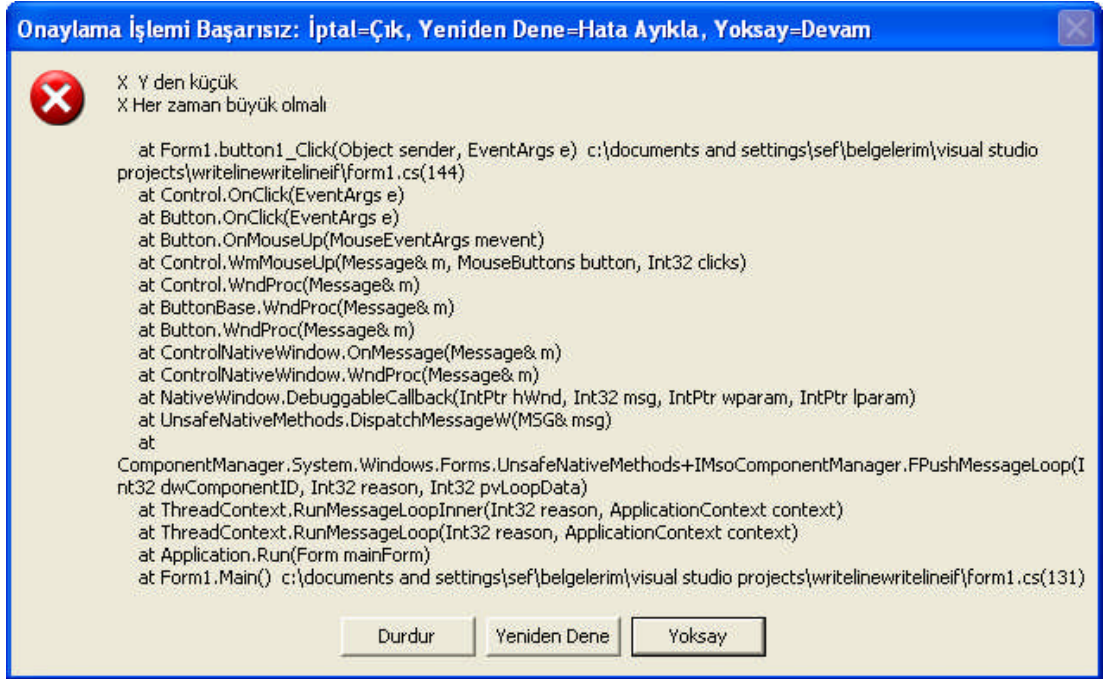 Onaylama İşlemi Başarısız: İptal=Çık, Yeniden Dene=Hata Ayıkla, Yoksay=Devam
X Y den küçük
X Her zaman büyük olmalı
at Form1.button1_Click(Object sender, EventArgs e) c:\documents and settings\sef\belgelerim\visual studio
projects\writelinewritelineif\form1.cs(144)
at Control.OnClick(EventArgs e)
at Button.OnClick(EventArgs e)
at Button.OnMouseUp(MouseEventArgs mevent)
at Control.WmMouseUp(Message& m, MouseButtons button, Int32 clicks)
at Control.WndProc(Message& m)
at ButtonBase.WndProc(Message& m)
at Button.WndProc(Message& m)
at ControlNativeWindow.OnMessage(Message& m)
at ControlNativeWindow.WndProc(Message& m)
at NativeWindow.DebuggableCallback(IntPtr hWnd, Int32 msg, IntPtr wparam, IntPtr lparam)
at UnsafeNativeMethods.DispatchMessageW(MSG& msg)
at
ComponentManager.System.Windows.Forms.UnsafeNativeMethods+IMsoComponentManager.FPushMessageLoop(I
nt32 dwComponentID, Int32 reason, Int32 pvLoopData)
at ThreadContext.RunMessageLoopInner(Int32 reason, ApplicationContext context)
at ThreadContext.RunMessageLoop(Int32 reason, ApplicationContext context)
at Application.Run(Form mainForm)
at Form1.Main() c:\documents and settings\sef\belgelerim\visual studio projects\writelinewritelineif\form1.cs(131)
Durdur Yeniden Dene Yoksay